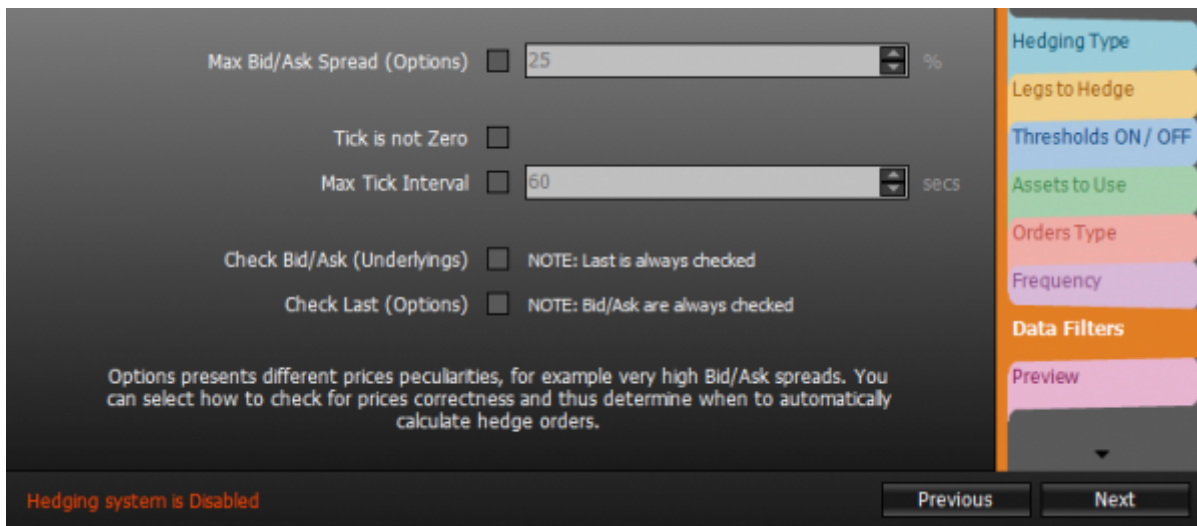 Max Bid/Ask Spread (Options) 25 %
Tick is not Zero
Max Tick Interval 60 secs
Check Bid/Ask (Underlyings) NOTE: Last is always checked
Check Last (Options) NOTE: Bid/Ask are always checked
Options presents different prices peculiarities, for example very high Bid/Ask spreads. You
can select how to check for prices correctness and thus determine when to automatically
calculate hedge orders.
Hedging Type
Legs to Hedge
Thresholds ON / OFF
Assets to Use
Orders Type
Frequency
Data Filters
Preview
Hedging system is Disabled
Previous Next